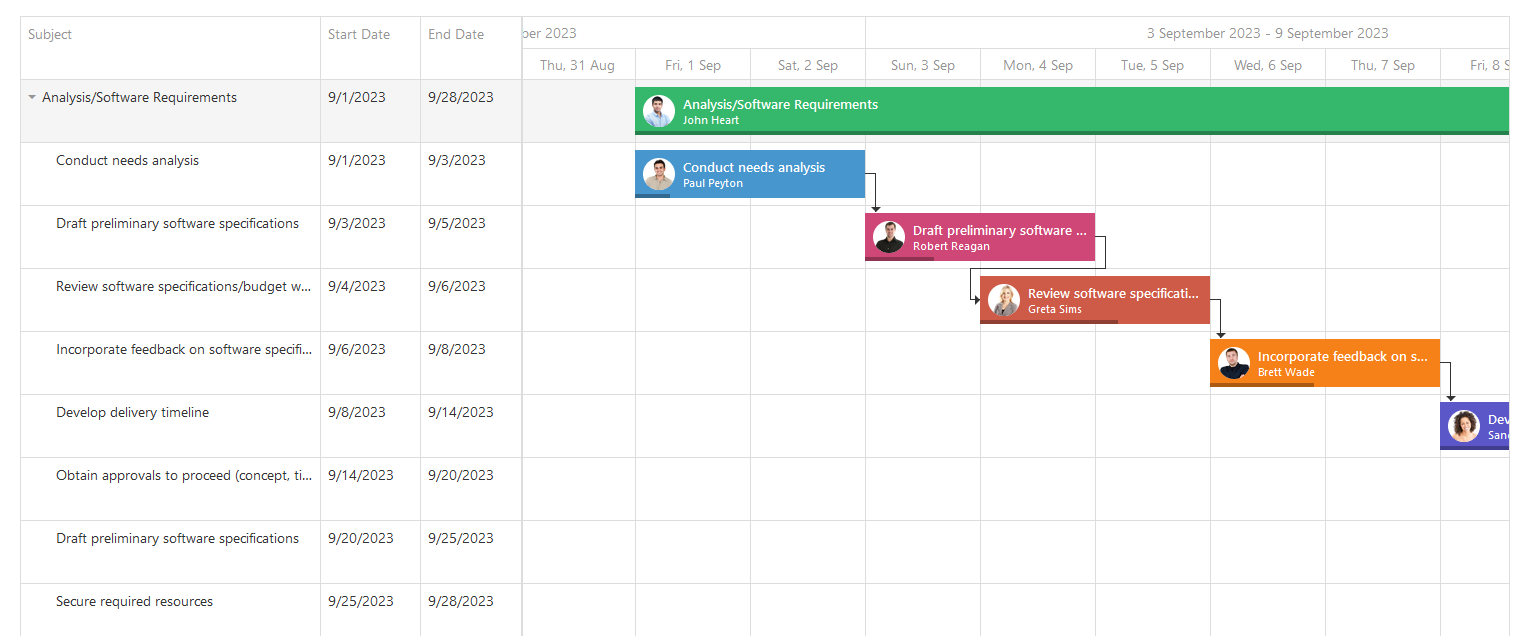 Subject Start Date End Date ber 2023 3 September 2023 - 9 September 2023
Thu, 31 Aug Fri, 1 Sep Sat, 2 Sep Sun, 3 Sep Mon, 4 Sep Tue, 5 Sep Wed, 6 Sep Thu, 7 Sep Fri, 8 S
Analysis/Software Requirements 9/1/2023 9/28/2023 Analysis/Software Requirements
John Heart
Conduct needs analysis 9/1/2023 9/3/2023 Conduct needs analysis
Paul Peyton
Draft preliminary software specifications 9/3/2023 9/5/2023 Draft preliminary software ...
Robert Reagan
Review software specifications/budget w... 9/4/2023 9/6/2023 Review software specificati...
Greta Sims
Incorporate feedback on software specifi... 9/6/2023 9/8/2023 Incorporate feedback on s...
Brett Wade
Develop delivery timeline 9/8/2023 9/14/2023 Dev
San
Obtain approvals to proceed (concept, ti... 9/14/2023 9/20/2023
Draft preliminary software specifications 9/20/2023 9/25/2023
Secure required resources 9/25/2023 9/28/2023